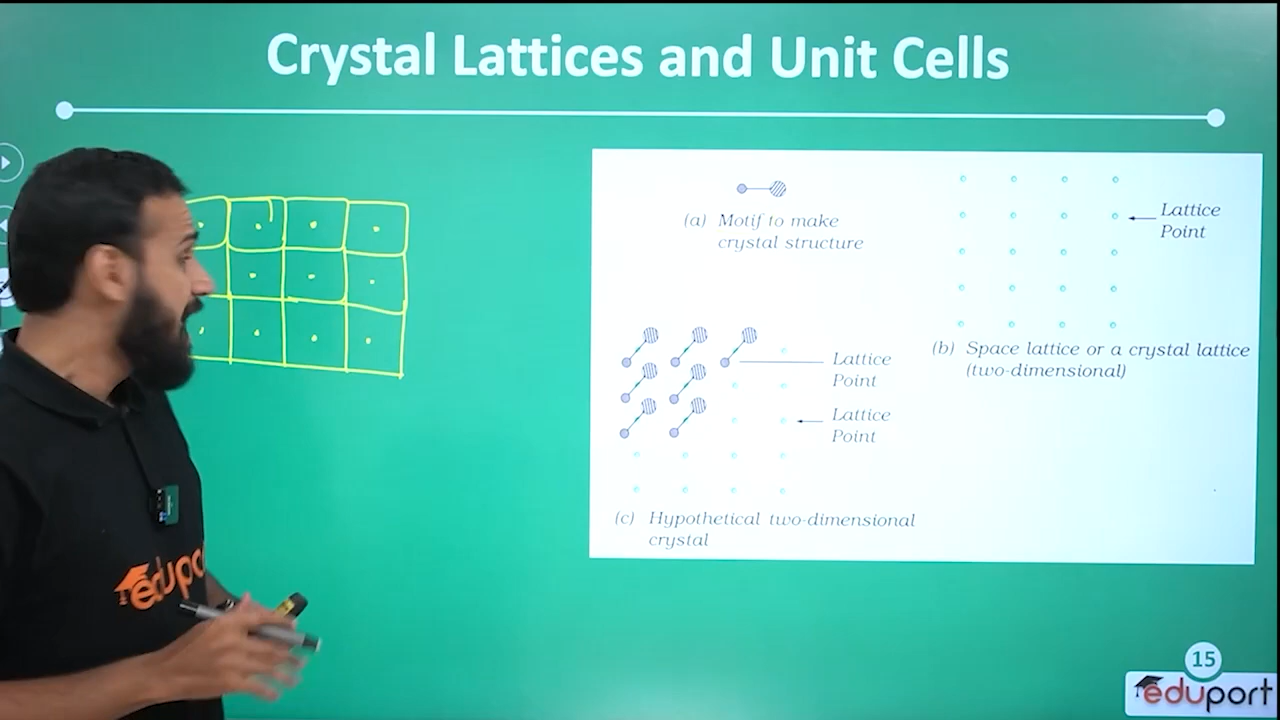 Crystal Lattices and Unit Cells
(a) Motif to make
crystal structure
Lattice
Point
(b) Space lattice or a crystal lattice
(two-dimensional)
Lattice
Point
Lattice
Point
(c) Hypothetical two-dimensional
crystal
edupo
15
eduport